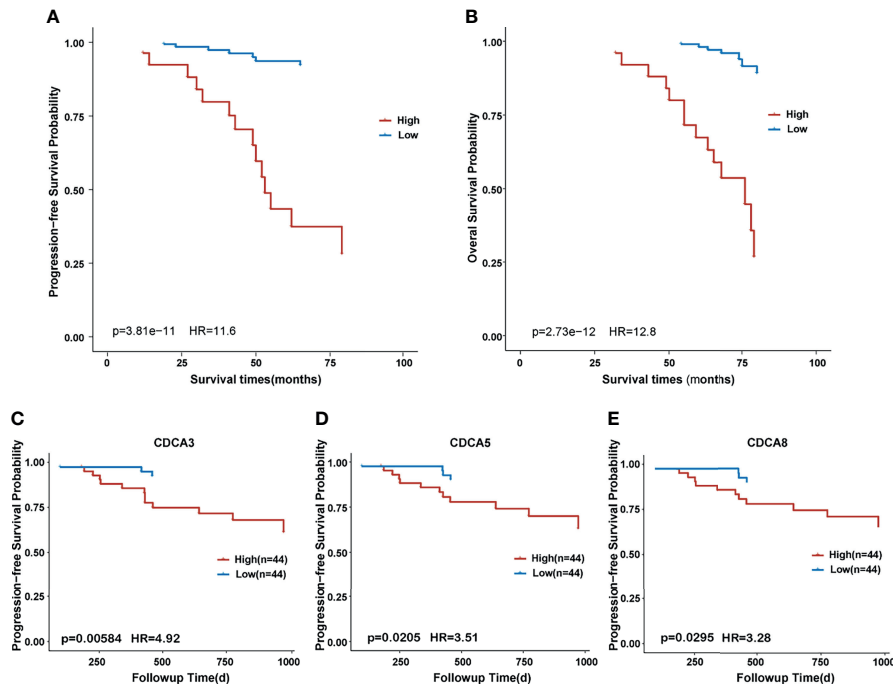 A
Progression-free Survival Probability
1.00
0.75
0.50
0.25
0.00
High
Low
p=3.81e-11 HR=11.6
0 25 50 75 100
Survival times(months)
B
Overal Survival Probability
1.00
0.75
0.50
0.25
0.00
High
Low
p=2.73e-12 HR=12.8
0 25 50 75 100
Survival times (months)
C
CDCA3
Progression-free Survival Probability
1.00
0.75
0.50
0.25
0.00
High(n=44)
Low(n=44)
p=0.00584 HR=4.92
250 500 750 1000
Followup Time(d)
D
CDCA5
Progression-free Survival Probability
1.00
0.75
0.50
0.25
0.00
High(n=44)
Low(n=44)
p=0.0205 HR=3.51
250 500 750 1000
Followup Time(d)
E
CDCA8
Progression-free Survival Probability
1.00
0.75
0.50
0.25
0.00
High(n=44)
Low(n=44)
p=0.0295 HR=3.28
250 500 750 1000
Followup Time(d)